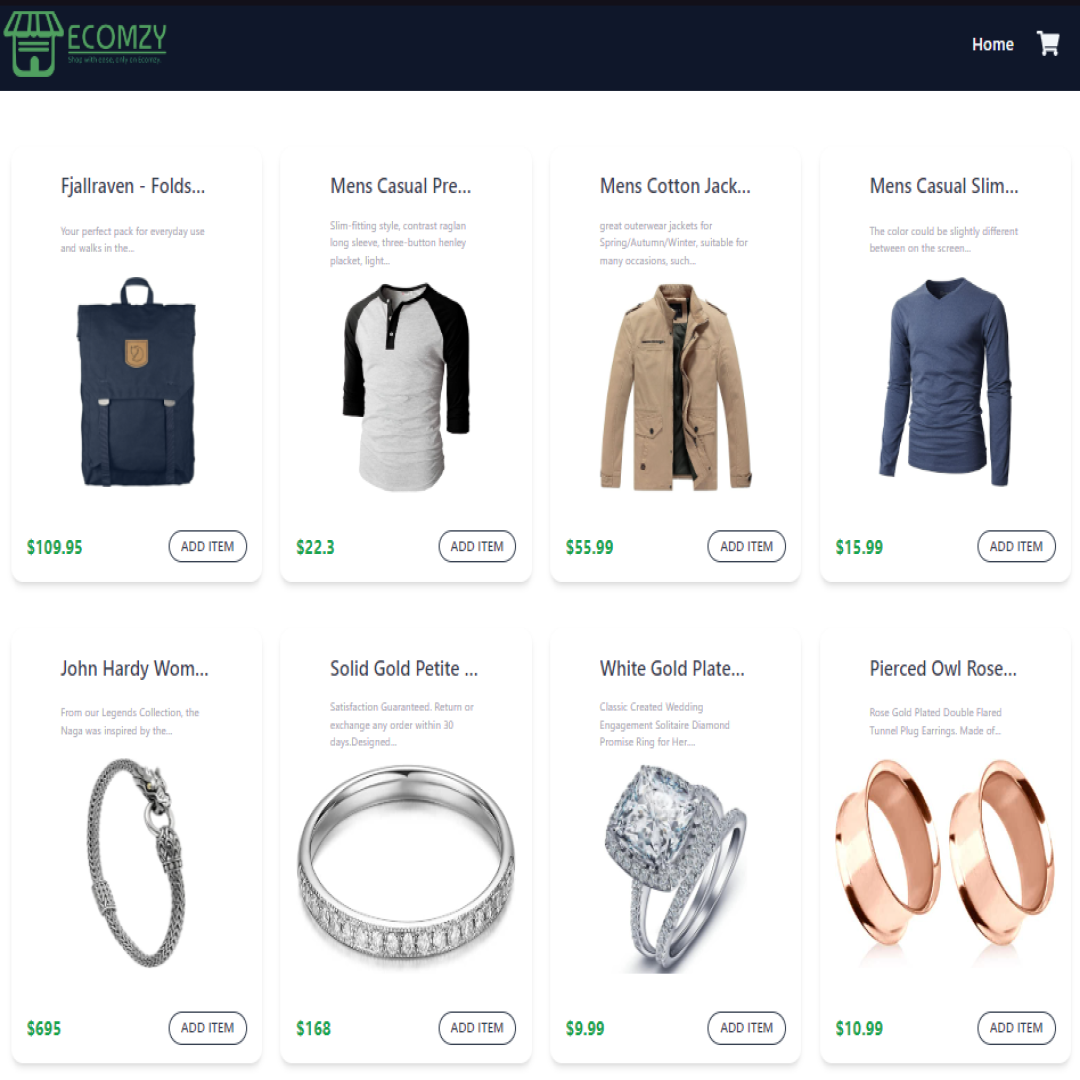 ECOMZY
Shop with ease, only on Ecomzy.
Home
Fjallraven - Folds...
Mens Casual Pre...
Mens Cotton Jack...
Mens Casual Slim...
Your perfect pack for everyday use
and walks in the...
Slim-fitting style, contrast raglan
long sleeve, three-button henley
placket, light...
great outerwear jackets for
Spring/Autumn/Winter, suitable for
many occasions, such...
The color could be slightly different
between on the screen...
$109.95
ADD ITEM
$22.3
ADD ITEM
$55.99
ADD ITEM
$15.99
ADD ITEM
John Hardy Wom...
Solid Gold Petite ...
White Gold Plate...
Pierced Owl Rose...
From our Legends Collection, the
Naga was inspired by the...
Satisfaction Guaranteed. Return or
exchange any order within 30
days.Designed...
Classic Created Wedding
Engagement Solitaire Diamond
Promise Ring for Her....
Rose Gold Plated Double Flared
Tunnel Plug Earrings. Made of...
$695
ADD ITEM
$168
ADD ITEM
$9.99
ADD ITEM
$10.99
ADD ITEM